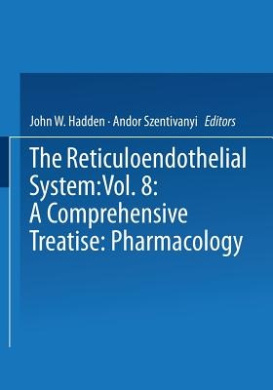 John W. Hadden · Andor Szentivanyi Editors
The Reticuloendothelial
System: Vol. 8:
A Comprehensive
Treatise: Pharmacology